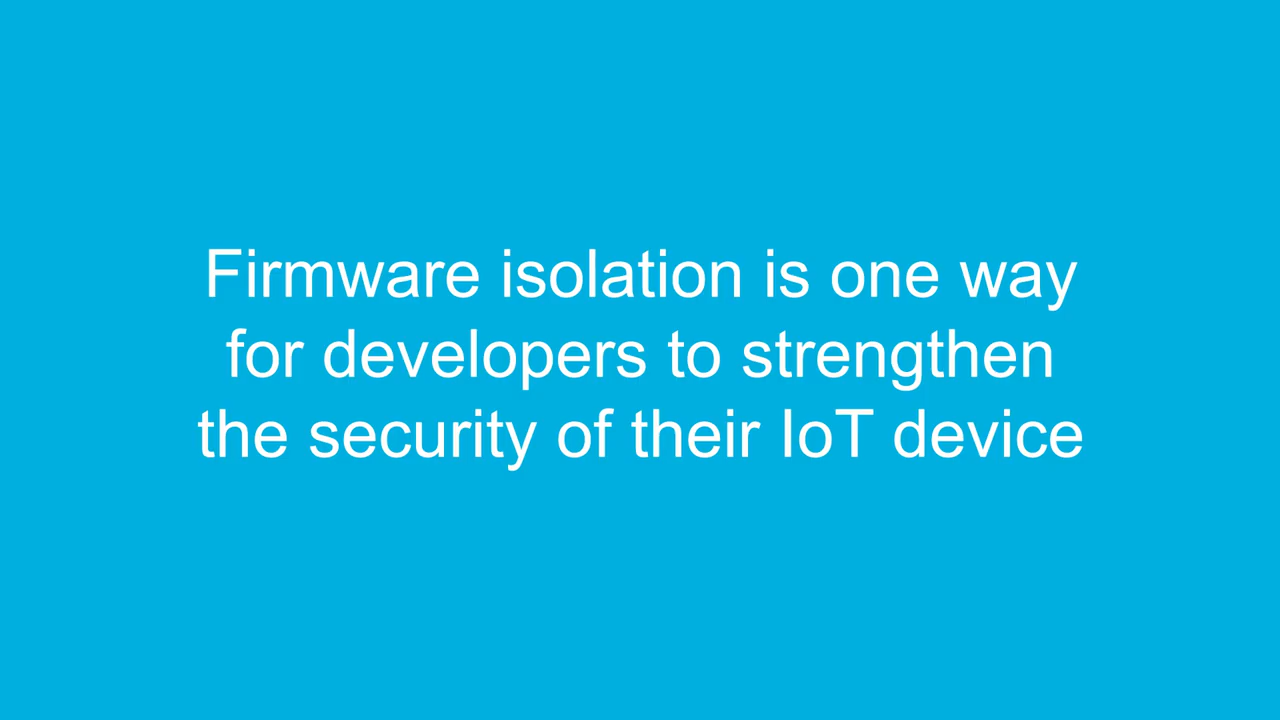 Firmware isolation is one way
for developers to strengthen
the security of their IoT device